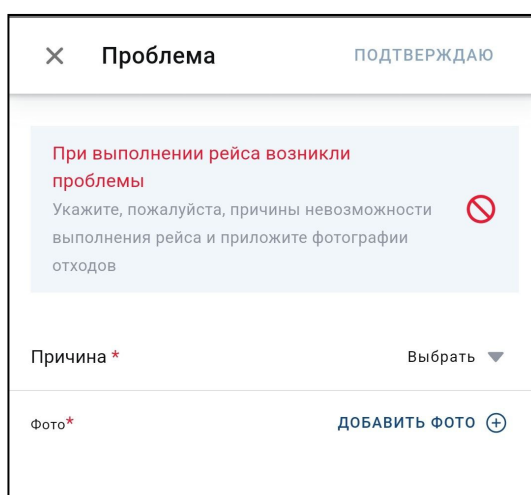 Проблема ПОДТВЕРЖДАЮ
При выполнении рейса возникли
проблемы
Укажите, пожалуйста, причины невозможности
выполнения рейса и приложите фотографии
отходов
Причина * Выбрать
Фото* ДОБАВИТЬ ФОТО